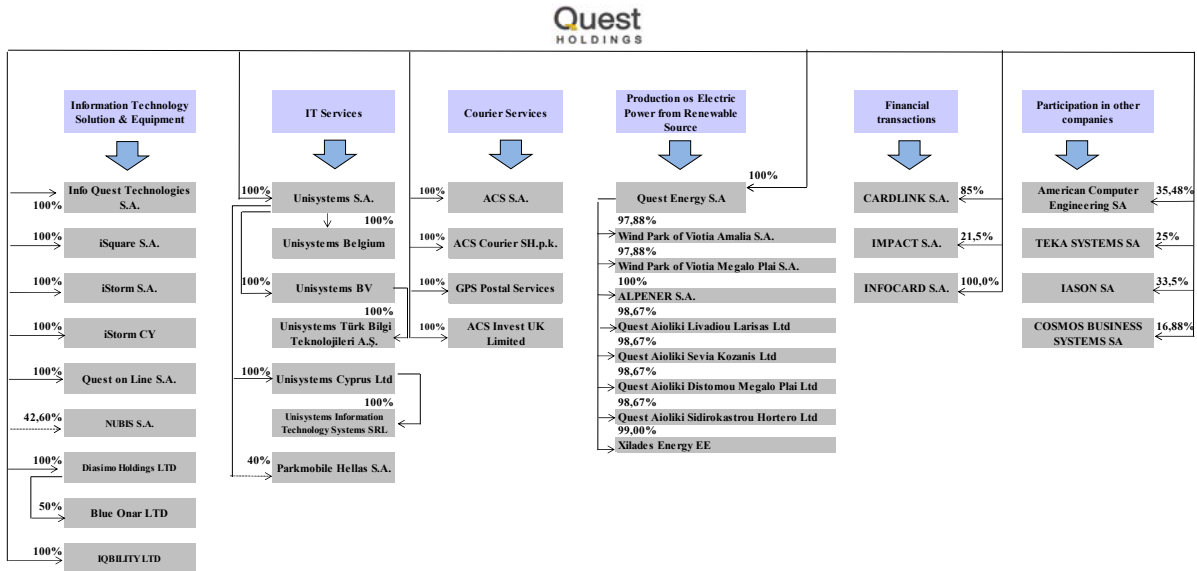 Quest
HOLDINGS
Information Technology
Solution & Equipment
100%
Info Quest Technologies
S.A.
100%
iSquare S.A.
100%
iStorm S.A.
100%
iStorm CY
100%
Quest on Line S.A.
42,60%
NUBIS S.A.
100%
Diasimo Holdings LTD
50%
Blue Onar LTD
100%
IQBILITY LTD
IT Services
100%
Unisystems S.A.
100%
Unisystems Belgium
100%
Unisystems BV
100%
Unisystems Türk Bilgi
Teknolojileri A.Ş.
100%
Unisystems Cyprus Ltd
100%
Unisystems Information
Technology Systems SRL
40%
Parkmobile Hellas S.A.
Courier Services
100%
ACS S.A.
100%
ACS Courier SH.p.k.
100%
GPS Postal Services
100%
ACS Invest UK
Limited
Production os Electric
Power from Renewable
Source
100%
Quest Energy S.A
97,88%
Wind Park of Viotia Amalia S.A.
97,88%
Wind Park of Viotia Megalo Plai S.A.
100%
ALPENER S.A.
98,67%
Quest Aioliki Livadiou Larisas Ltd
98,67%
Quest Aioliki Sevia Kozanis Ltd
98,67%
Quest Aioliki Distomou Megalo Plai Ltd
98,67%
Quest Aioliki Sidirokastrou Hortero Ltd
99,00%
Xilades Energy EE
Financial
transactions
CARDLINK S.A.
85%
IMPACT S.A.
21,5%
INFOCARD S.A.
100,0%
Participation in other
companies
American Computer
Engineering SA
35,48%
TEKA SYSTEMS SA
25%
IASON SA
33,5%
COSMOS BUSINESS
SYSTEMS SA
16,88%